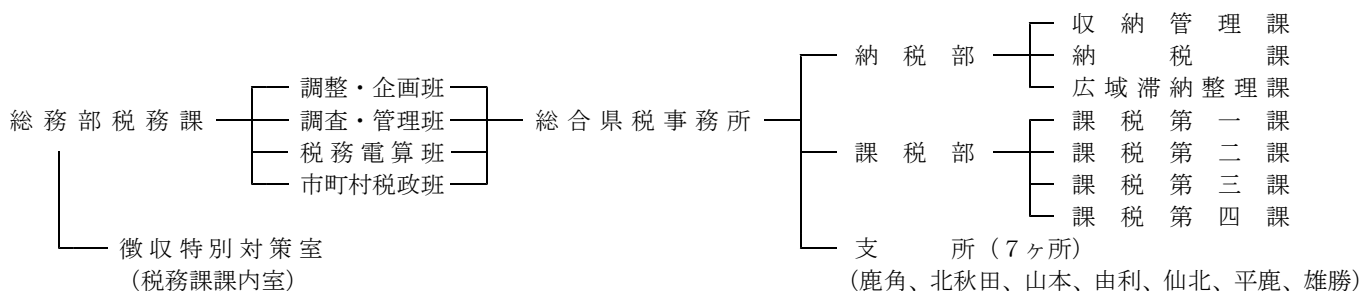 総務部税務課
調整・企画班
調査・管理班
税務電算班
市町村税政班
徴収特別対策室
(税務課課内室)
総合県税事務所
納税部
収納管理課
納税課
広域滞納整理課
課税部
課税第一課
課税第二課
課税第三課
課税第四課
支所(7ヶ所)
(鹿角、北秋田、山本、由利、仙北、平鹿、雄勝)